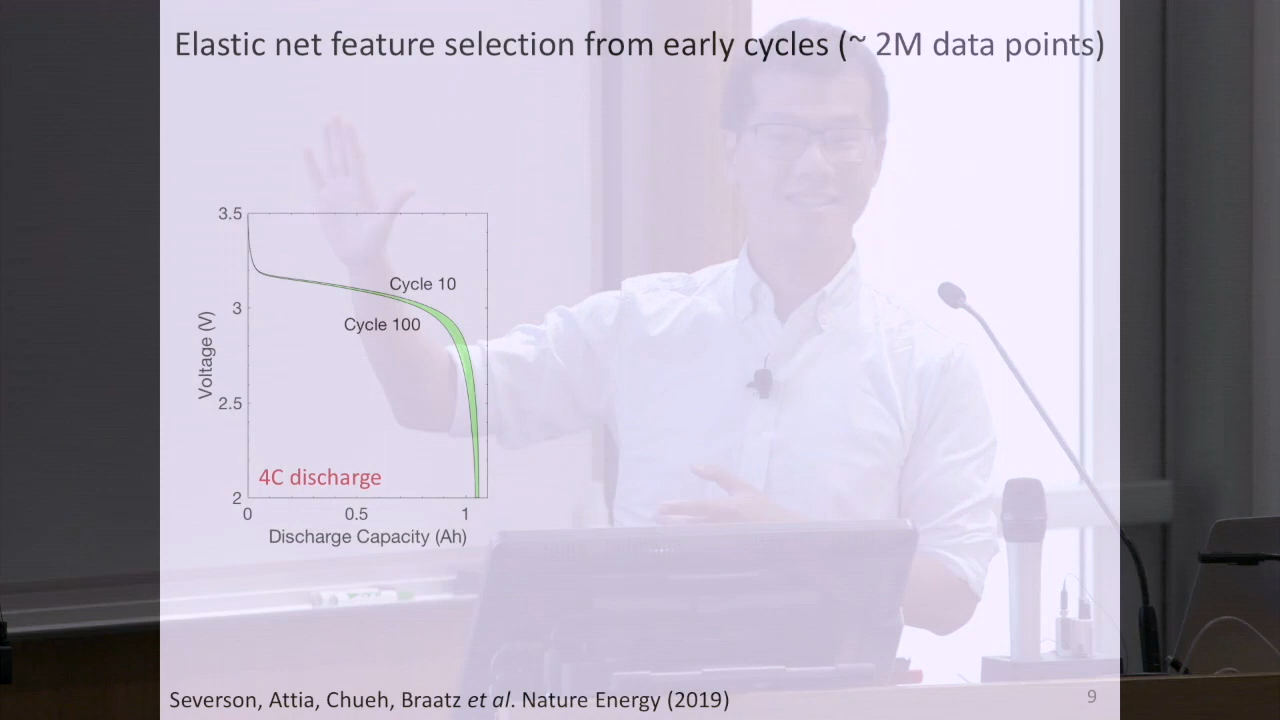 Elastic net feature selection from early cycles (~ 2M data points)
3.5
Cycle 10
3
Cycle 100
Voltage (V)
2.5
4C discharge
2
0 0.5 1
Discharge Capacity (Ah)
Severson, Attia, Chueh, Braatz et al. Nature Energy (2019)
9